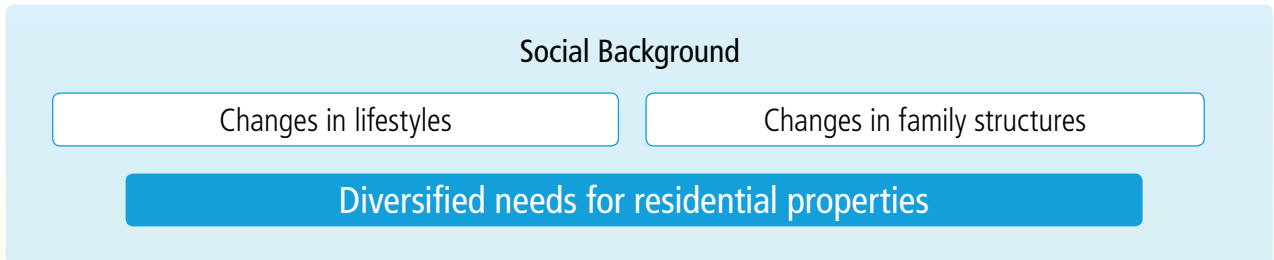 Social Background
Changes in lifestyles
Changes in family structures
Diversified needs for residential properties